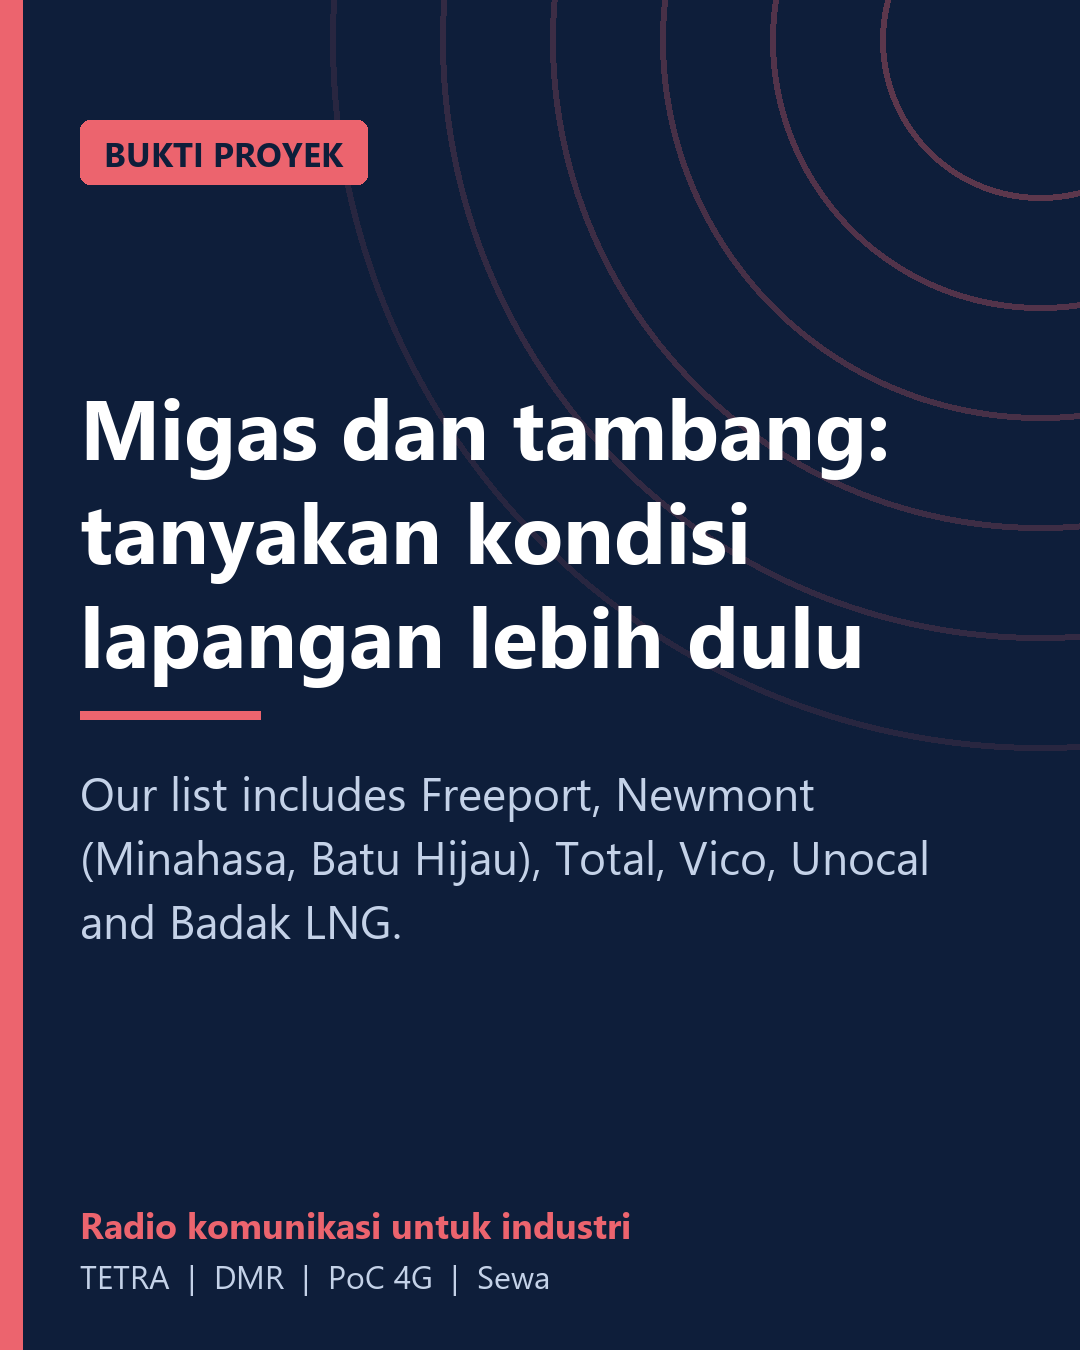 BUKTI PROYEK
Migas dan tambang:
tanyakan kondisi
lapangan lebih dulu
Our list includes Freeport, Newmont
(Minahasa, Batu Hijau), Total, Vico, Unocal
and Badak LNG.
Radio komunikasi untuk industri
TETRA | DMR | PoC 4G | Sewa